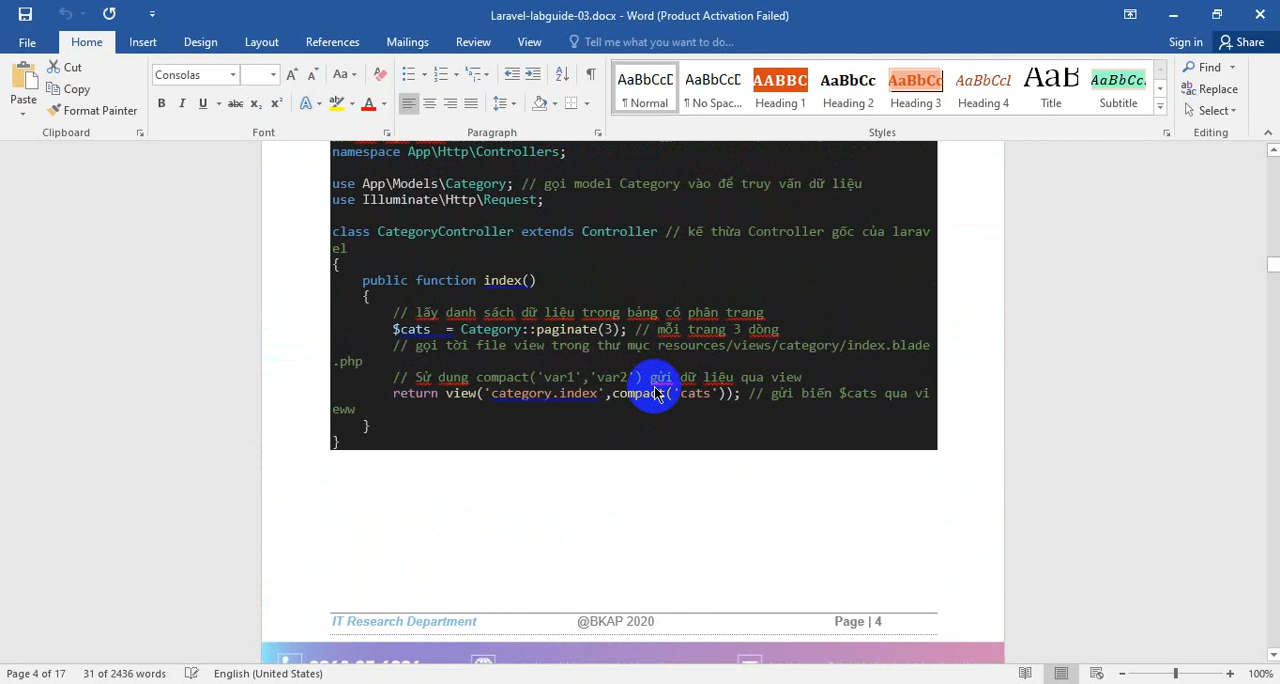 Laravel-labguide-03.docx - Word (Product Activation Failed)
File Home Insert Design Layout References Mailings Review View Tell me what you want to do... Sign in Share
Paste
Cut
Copy
Format Painter
Consolas
Aa
B I U abc x₂ x²
A
AaBbCcD AaBbCcD AABBC AaBbCc AaBbCc AaBbCcI AaB AaBbCc
¶ Normal ¶ No Spac... Heading 1 Heading 2 Heading 3 Heading 4 Title Subtitle
Find
Replace
Select
Clipboard Font Paragraph Styles Editing
namespace App\Http\Controllers;
use App\Models\Category; // gọi model Category vào để truy vấn dữ liệu
use Illuminate\Http\Request;
class CategoryController extends Controller // kế thừa Controller gốc của larav
el
{
public function index()
{
// lấy danh sách dữ liệu trong bảng có phân trang
$cats = Category::paginate(3); // mỗi trang 3 dòng
// gọi tời file view trong thư mục resources/views/category/index.blade
.php
// Sử dụng compact('var1','var2') gửi dữ liệu qua view
return view('category.index',compact('cats')); // gửi biến $cats qua vi
eww
}
}
IT Research Department @BKAP 2020 Page | 4
Page 4 of 17 31 of 2436 words English (United States) 100%